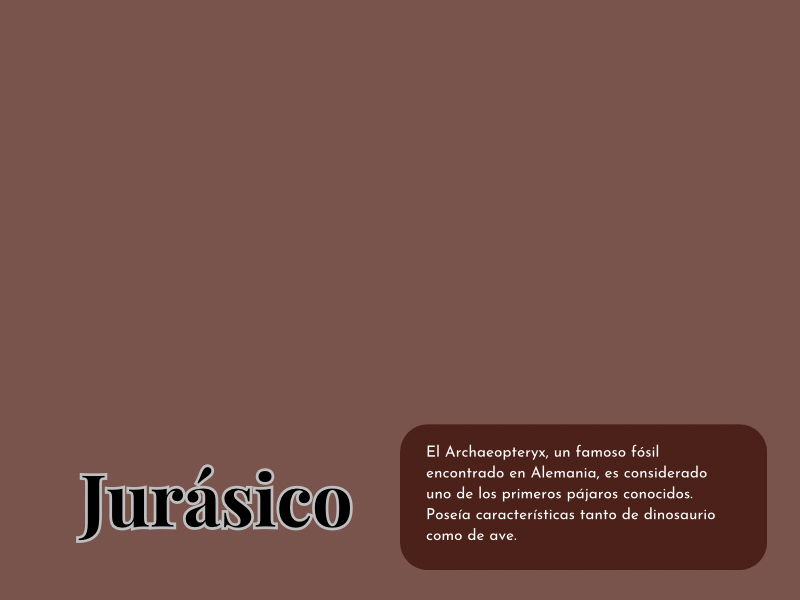 Jurásico
El Archaeopteryx, un famoso fósil
encontrado en Alemania, es considerado
uno de los primeros pájaros conocidos.
Poseía características tanto de dinosaurio
como de ave.